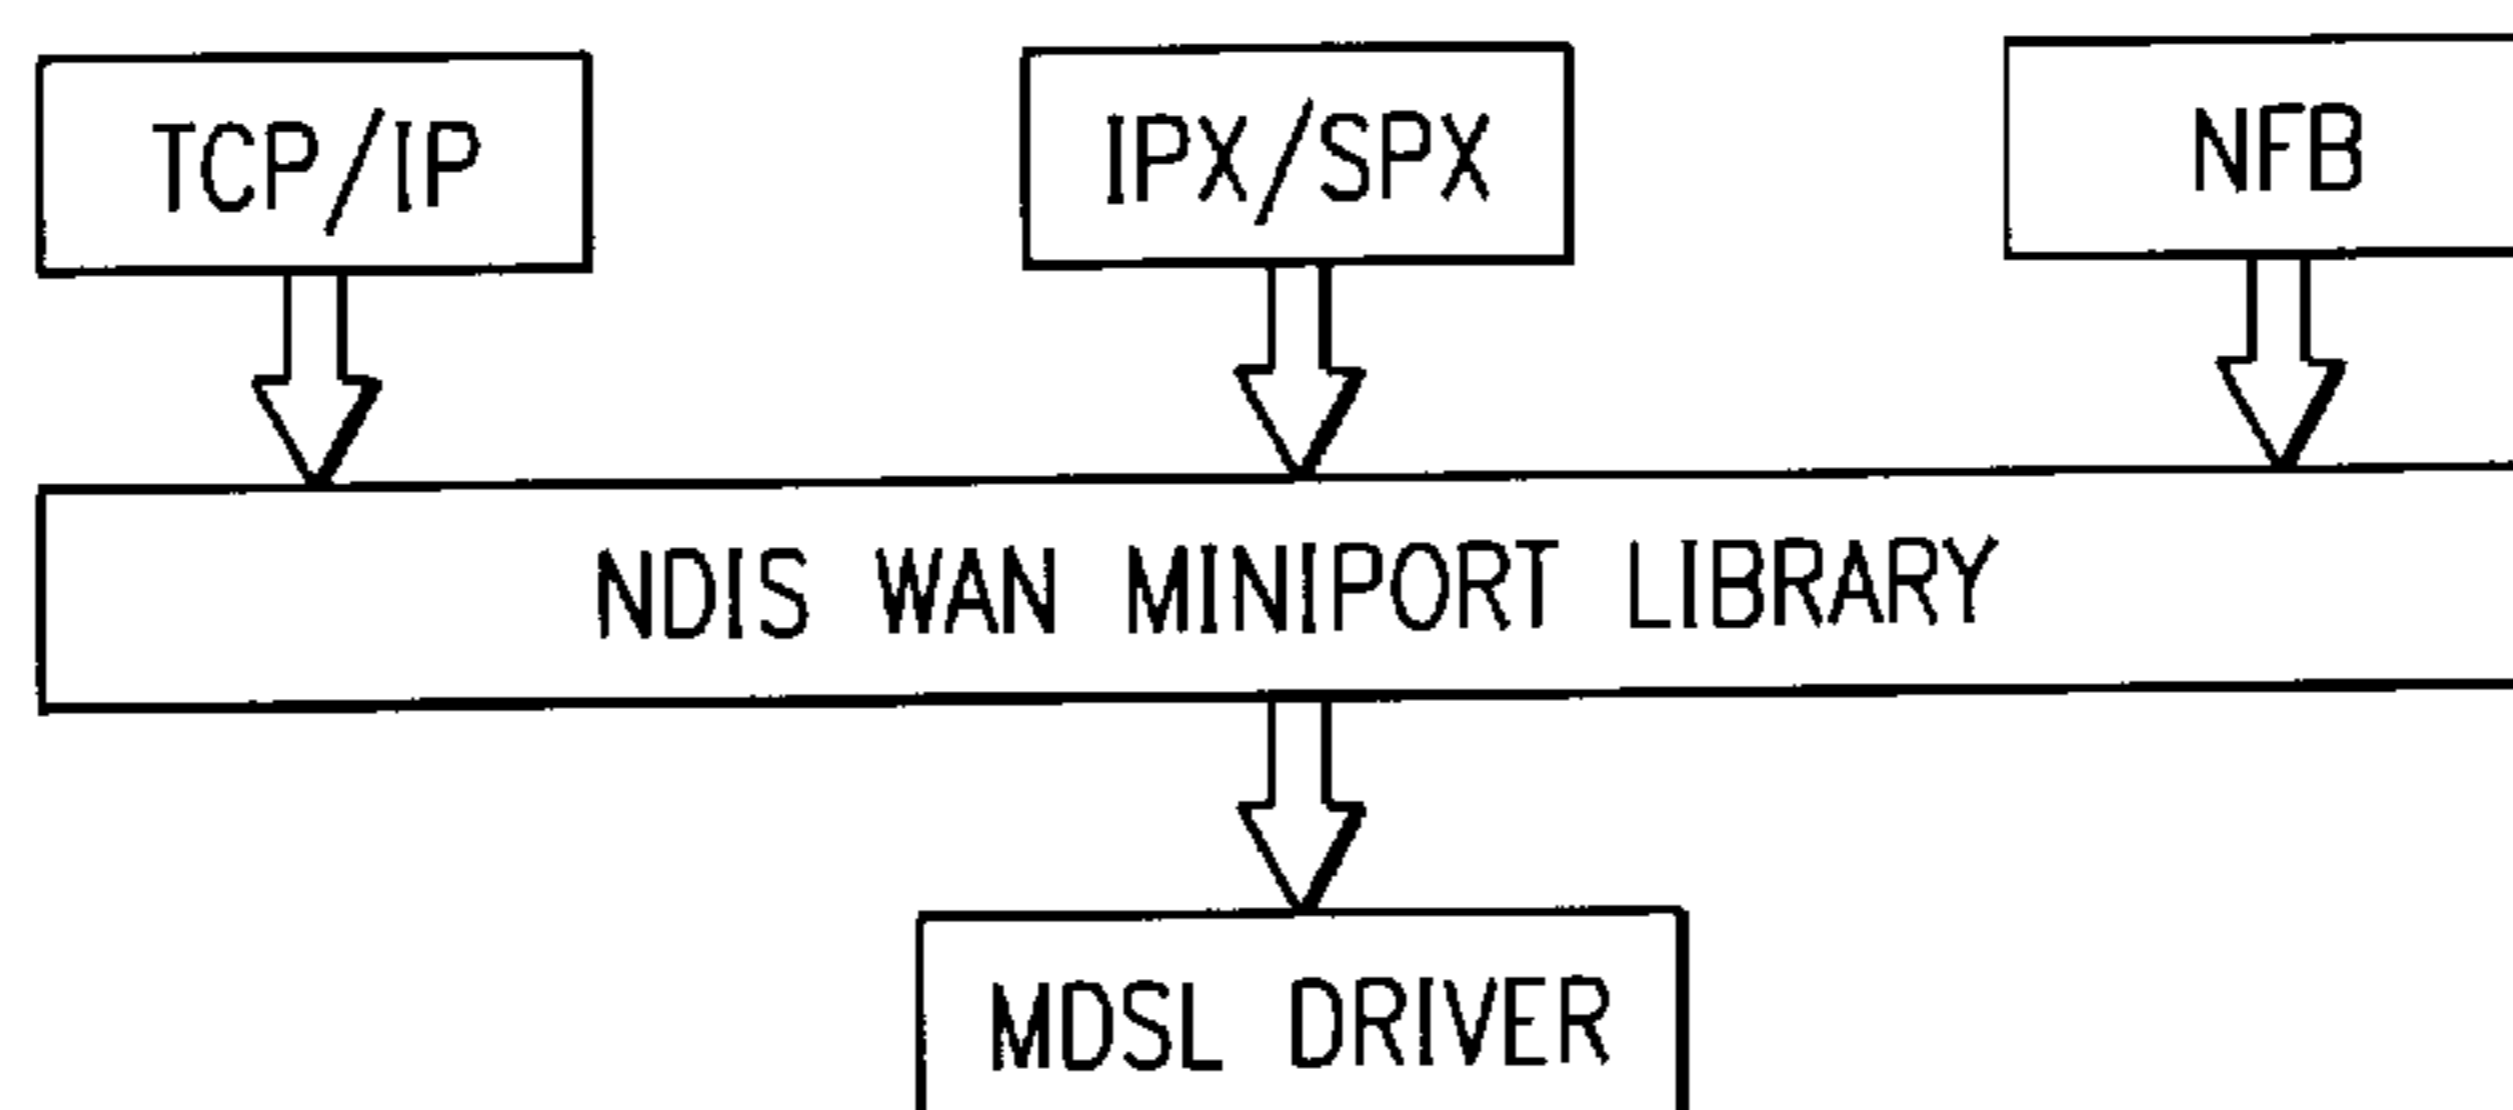 TCP/IP
IPX/SPX
NFB
NDIS WAN MINIPORT LIBRARY
MDSL DRIVER